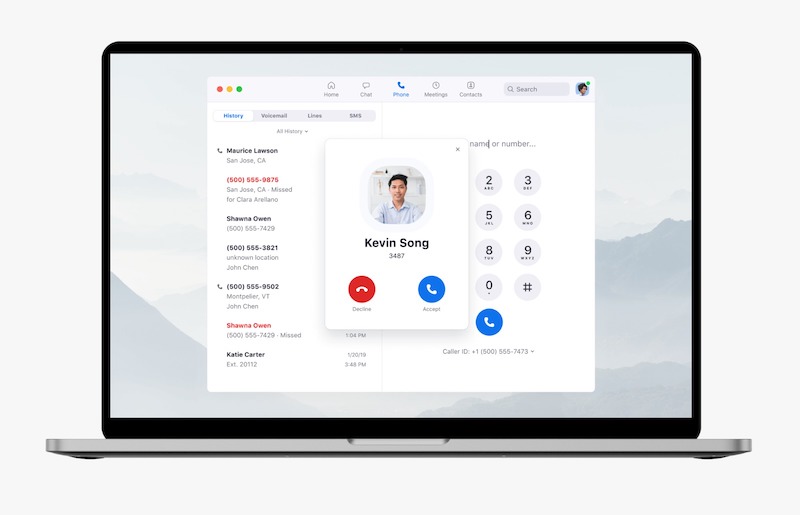 Home
Chat
Phone
Meetings
Contacts
Search
History
Voicemail
Lines
SMS
All History
Maurice Lawson
San Jose, CA
(500) 555-9875
San Jose, CA · Missed
for Clara Arellano
Shawna Owen
(500) 555-7429
(500) 555-3821
unknown location
John Chen
(500) 555-9502
Montpelier, VT
John Chen
Shawna Owen
(500) 555-7429 · Missed
1:04 PM
Katie Carter
1/20/19
Ext. 20112
3:48 PM
Kevin Song
3487
Decline
Accept
name or number...
2
ABC
3
DEF
5
JKL
6
MNO
8
TUV
9
WXYZ
0
#
Caller ID: +1 (500) 555-7473